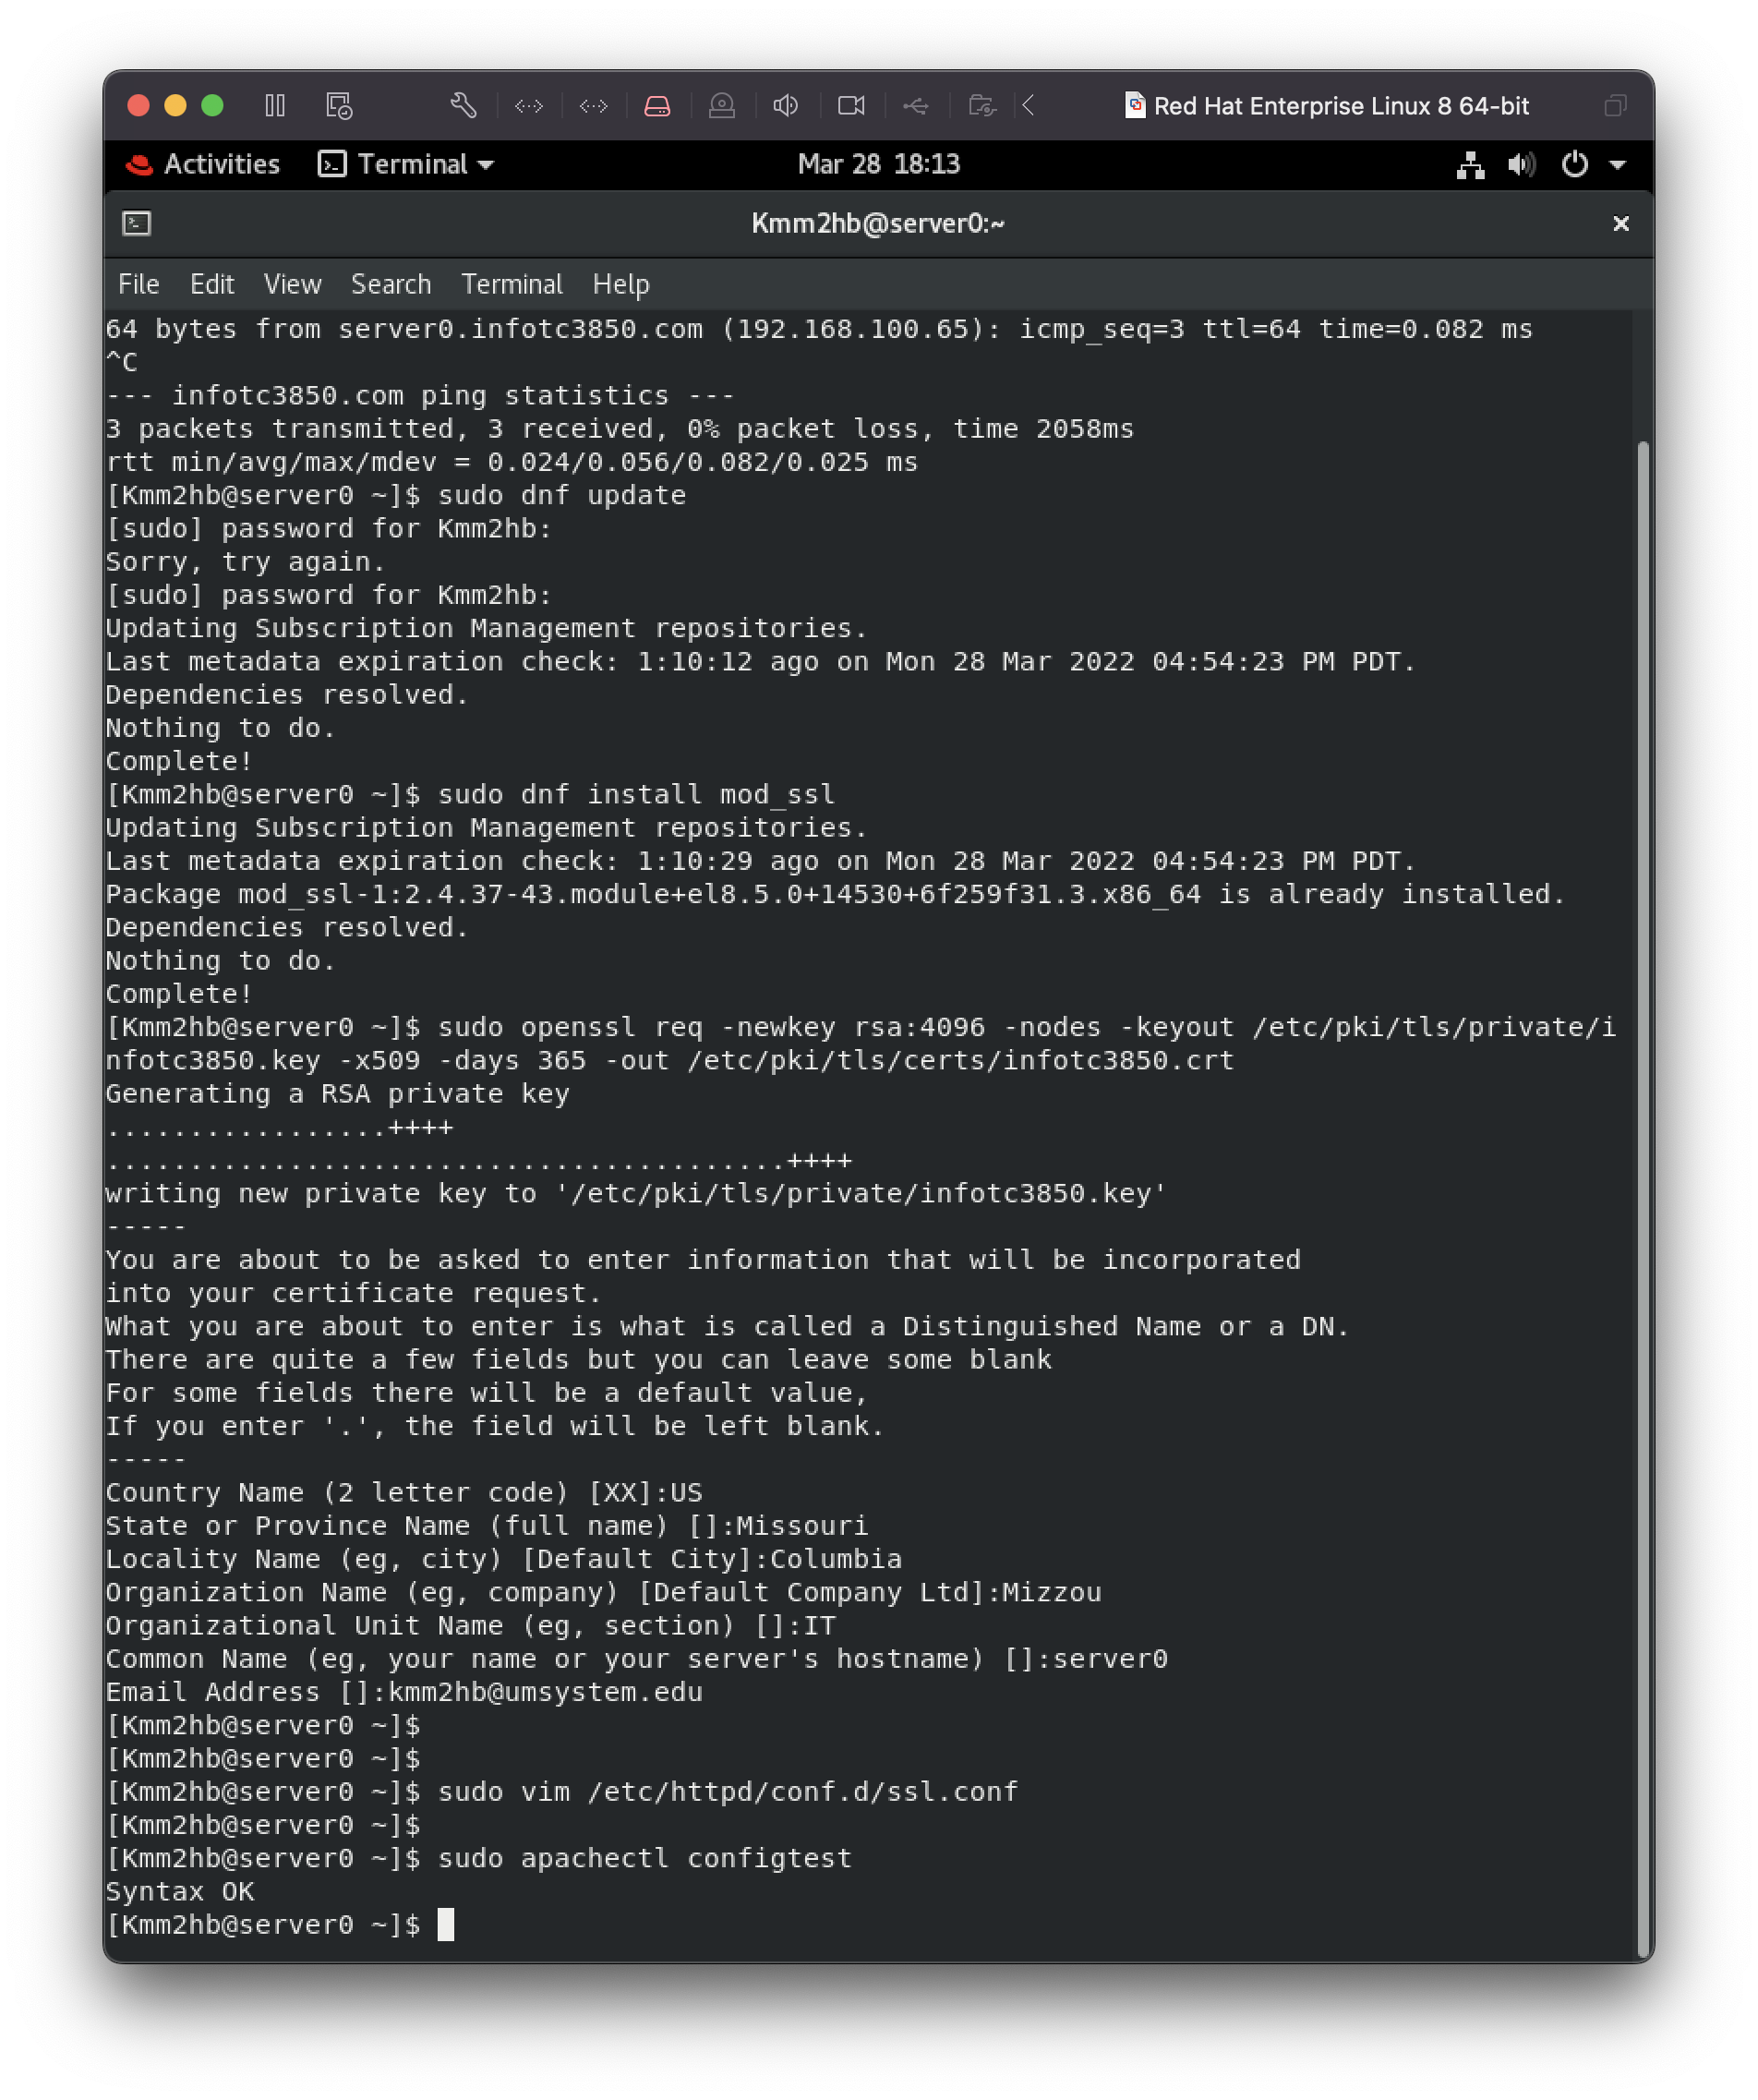 Red Hat Enterprise Linux 8 64-bit
Activities Terminal Mar 28 18:13
Kmm2hb@server0:~
File Edit View Search Terminal Help
64 bytes from server0.infotc3850.com (192.168.100.65): icmp_seq=3 ttl=64 time=0.082 ms
^C
--- infotc3850.com ping statistics ---
3 packets transmitted, 3 received, 0% packet loss, time 2058ms
rtt min/avg/max/mdev = 0.024/0.056/0.082/0.025 ms
[Kmm2hb@server0 ~]$ sudo dnf update
[sudo] password for Kmm2hb:
Sorry, try again.
[sudo] password for Kmm2hb:
Updating Subscription Management repositories.
Last metadata expiration check: 1:10:12 ago on Mon 28 Mar 2022 04:54:23 PM PDT.
Dependencies resolved.
Nothing to do.
Complete!
[Kmm2hb@server0 ~]$ sudo dnf install mod_ssl
Updating Subscription Management repositories.
Last metadata expiration check: 1:10:29 ago on Mon 28 Mar 2022 04:54:23 PM PDT.
Package mod_ssl-1:2.4.37-43.module+el8.5.0+14530+6f259f31.3.x86_64 is already installed.
Dependencies resolved.
Nothing to do.
Complete!
[Kmm2hb@server0 ~]$ sudo openssl req -newkey rsa:4096 -nodes -keyout /etc/pki/tls/private/i
nfotc3850.key -x509 -days 365 -out /etc/pki/tls/certs/infotc3850.crt
Generating a RSA private key
.................++++
.........................................++++
writing new private key to '/etc/pki/tls/private/infotc3850.key'
-----
You are about to be asked to enter information that will be incorporated
into your certificate request.
What you are about to enter is what is called a Distinguished Name or a DN.
There are quite a few fields but you can leave some blank
For some fields there will be a default value,
If you enter '.', the field will be left blank.
-----
Country Name (2 letter code) [XX]:US
State or Province Name (full name) []:Missouri
Locality Name (eg, city) [Default City]:Columbia
Organization Name (eg, company) [Default Company Ltd]:Mizzou
Organizational Unit Name (eg, section) []:IT
Common Name (eg, your name or your server's hostname) []:server0
Email Address []:kmm2hb@umsystem.edu
[Kmm2hb@server0 ~]$
[Kmm2hb@server0 ~]$
[Kmm2hb@server0 ~]$ sudo vim /etc/httpd/conf.d/ssl.conf
[Kmm2hb@server0 ~]$
[Kmm2hb@server0 ~]$ sudo apachectl configtest
Syntax OK
[Kmm2hb@server0 ~]$